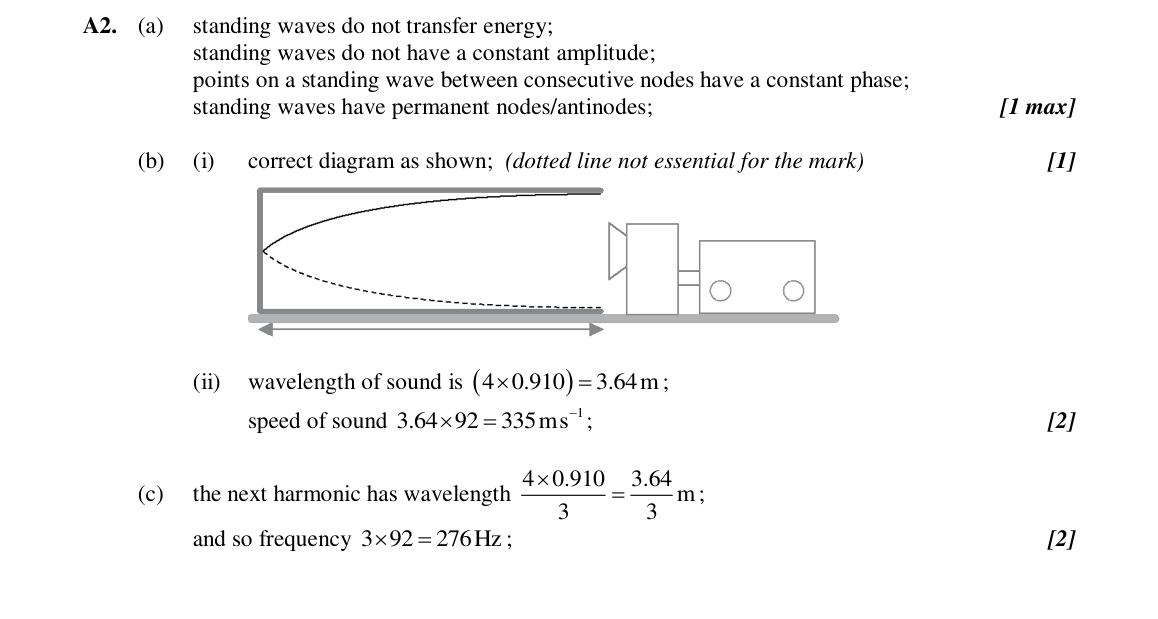 A2. (a) standing waves do not transfer energy;
standing waves do not have a constant amplitude;
points on a standing wave between consecutive nodes have a constant phase;
standing waves have permanent nodes/antinodes; [1 max]
(b) (i) correct diagram as shown; (dotted line not essential for the mark) [1]
(ii) wavelength of sound is (4×0.910) = 3.64 m ;
speed of sound 3.64×92 = 335 m s⁻¹ ; [2]
(c) the next harmonic has wavelength 4×0.910/3 = 3.64/3 m ;
and so frequency 3×92 = 276 Hz ; [2]